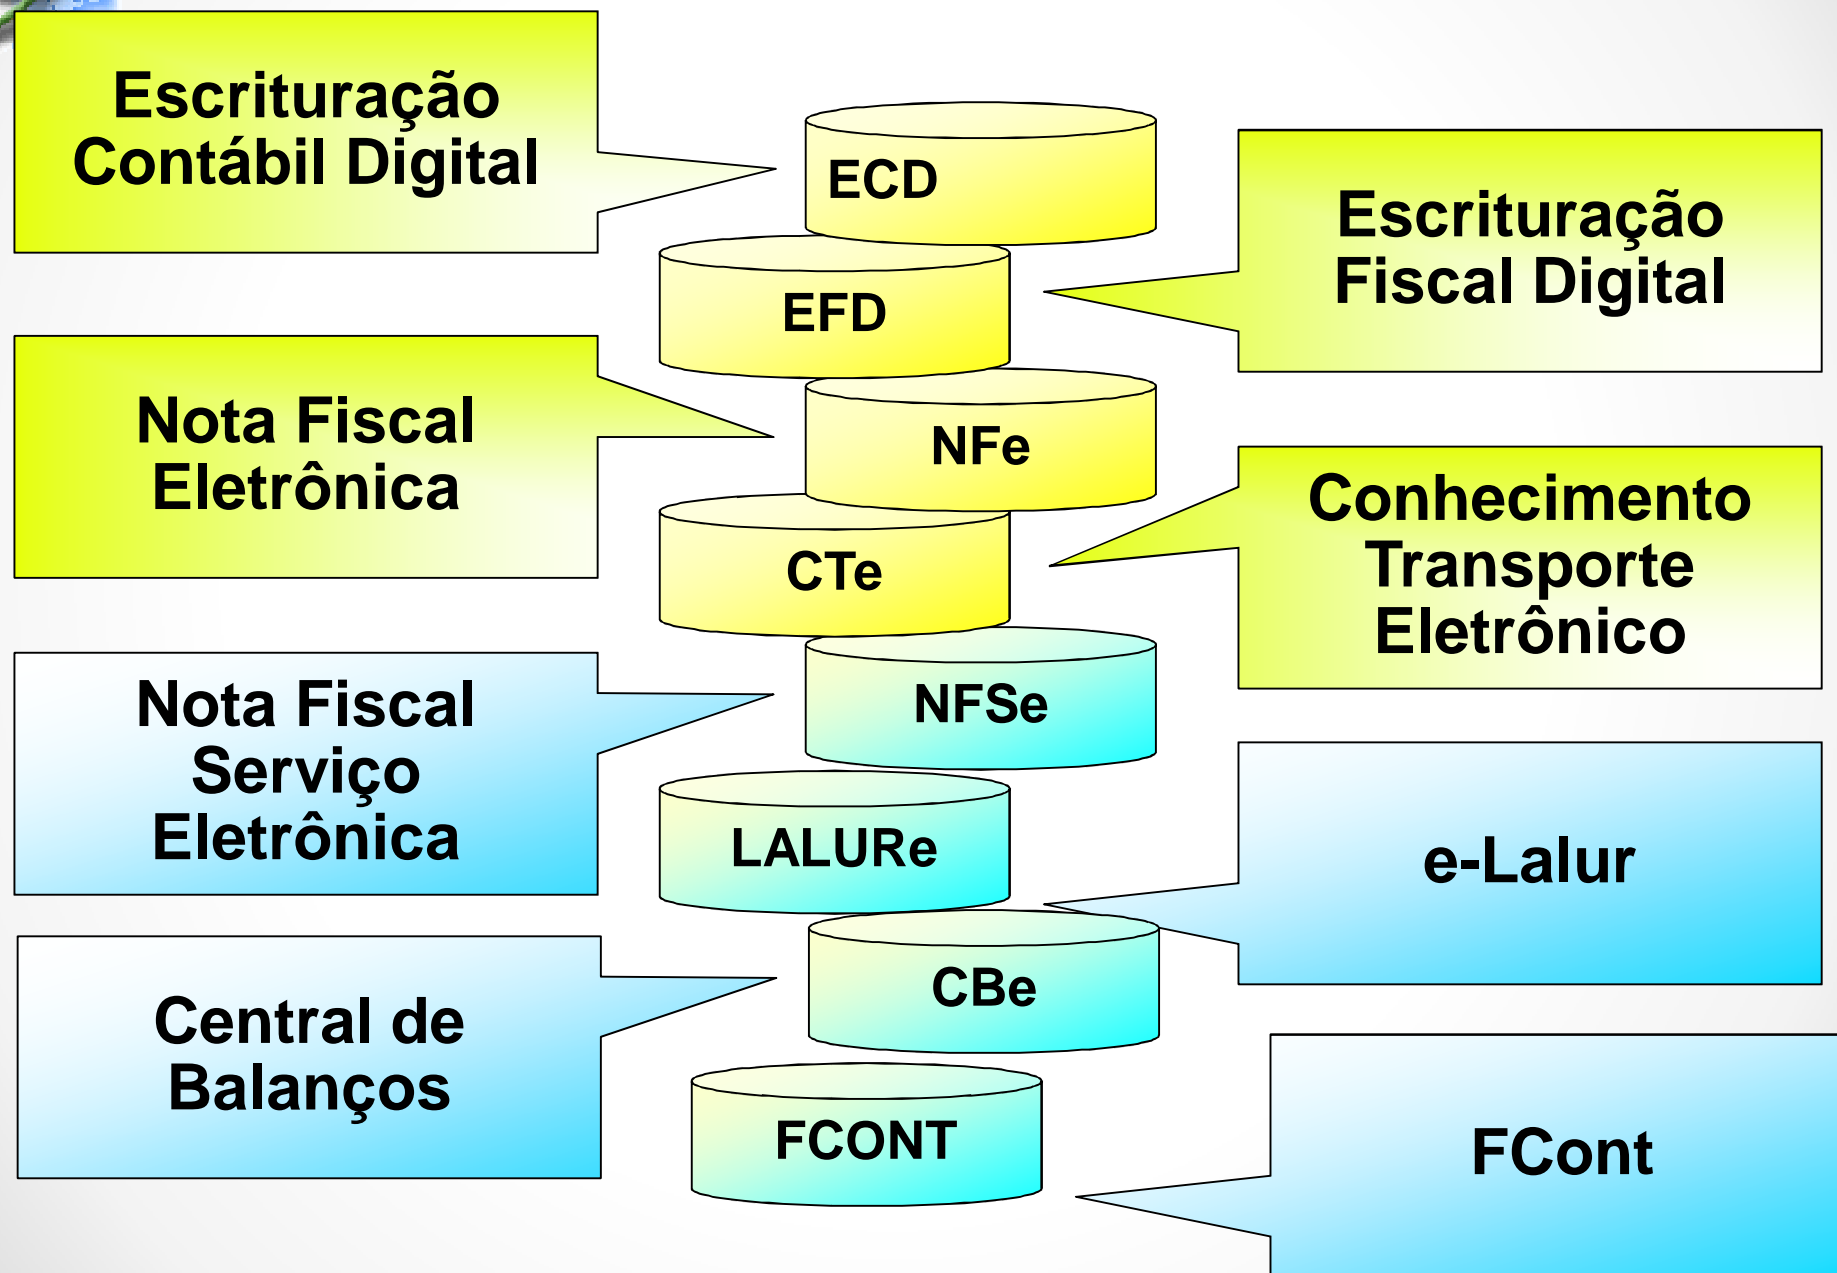 Escrituração
Contábil Digital
ECD
Escrituração
Fiscal Digital
EFD
Nota Fiscal
Eletrônica
NFe
Conhecimento
Transporte
Eletrônico
CTe
Nota Fiscal
Serviço
Eletrônica
NFSe
LALURe
e-Lalur
Central de
Balanços
CBe
FCONT
FCont